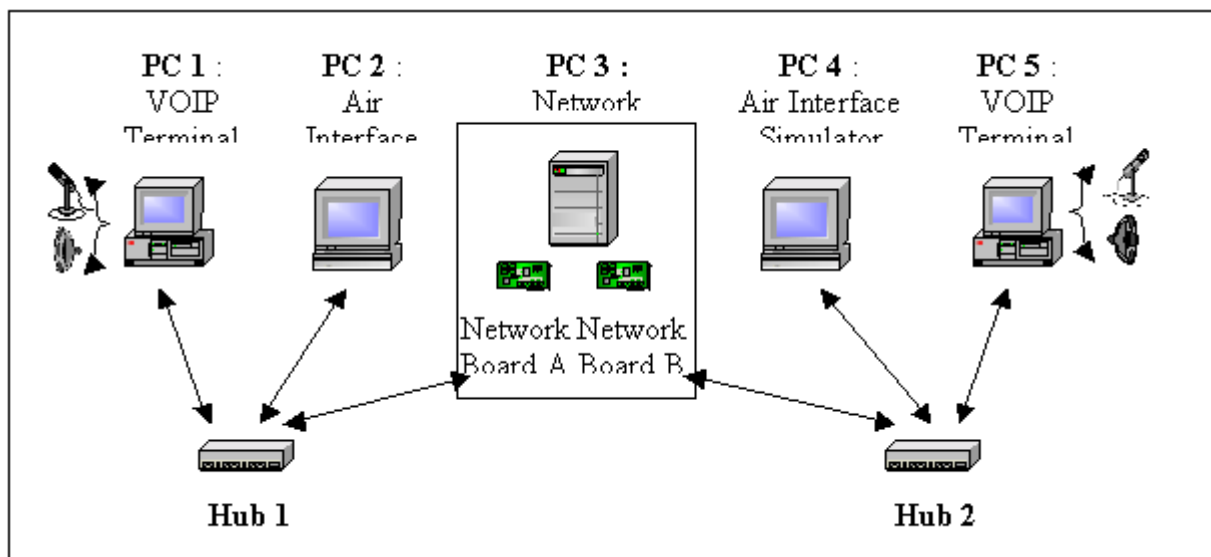 PC 1 :
VOIP
Terminal
PC 2 :
Air
Interface
PC 3 :
Network
PC 4 :
Air Interface
Simulator
PC 5 :
VOIP
Terminal
Network Network
Board A Board B
Hub 1
Hub 2